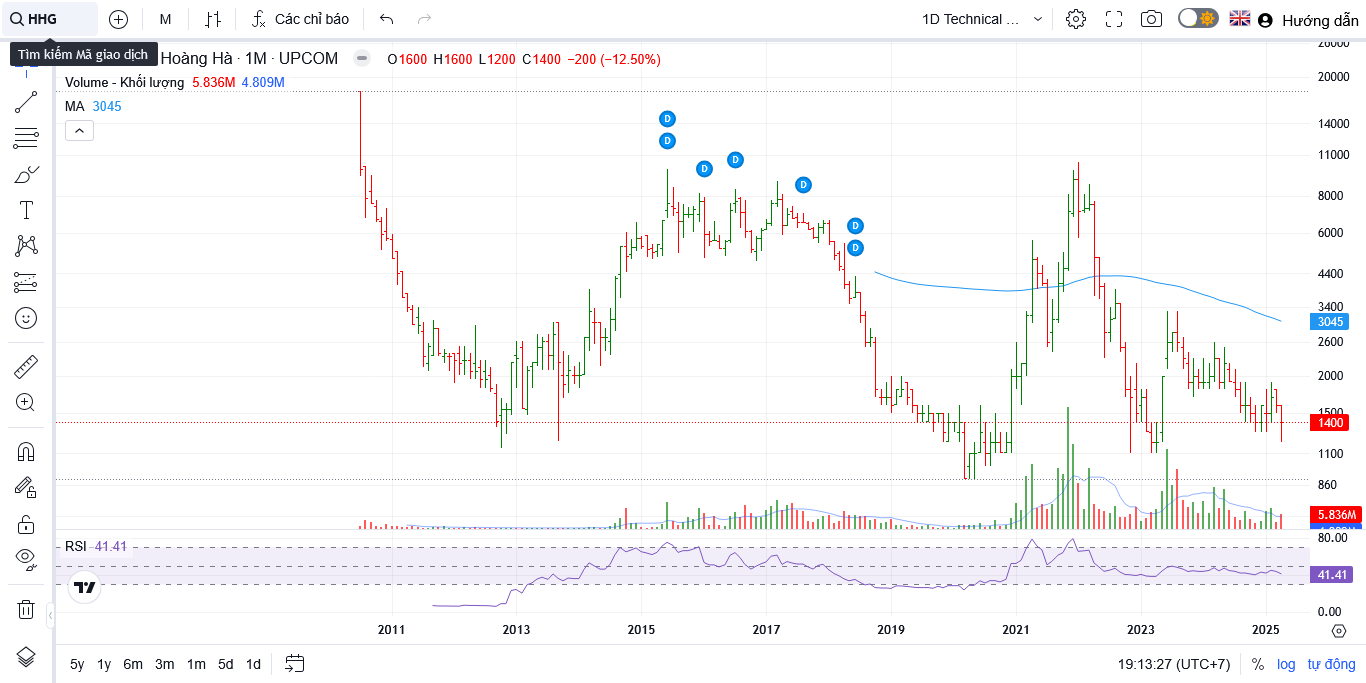 HHG
M
Các chỉ báo
1D Technical ...
Hướng dẫn
Tìm kiếm Mã giao dịch
Hoàng Hà · 1M · UPCOM
O1600 H1600 L1200 C1400 −200 (−12.50%)
Volume - Khối lượng 5.836M 4.809M
MA 3045
D
D
D
D
D
D
D
20000
14000
11000
8000
6000
4400
3400
3045
2600
2000
1500
1400
1100
860
5.836M
RSI 41.41
80.00
41.41
0.00
2011 2013 2015 2017 2019 2021 2023 2025
5y 1y 6m 3m 1m 5d 1d
19:13:27 (UTC+7)
% log tự động